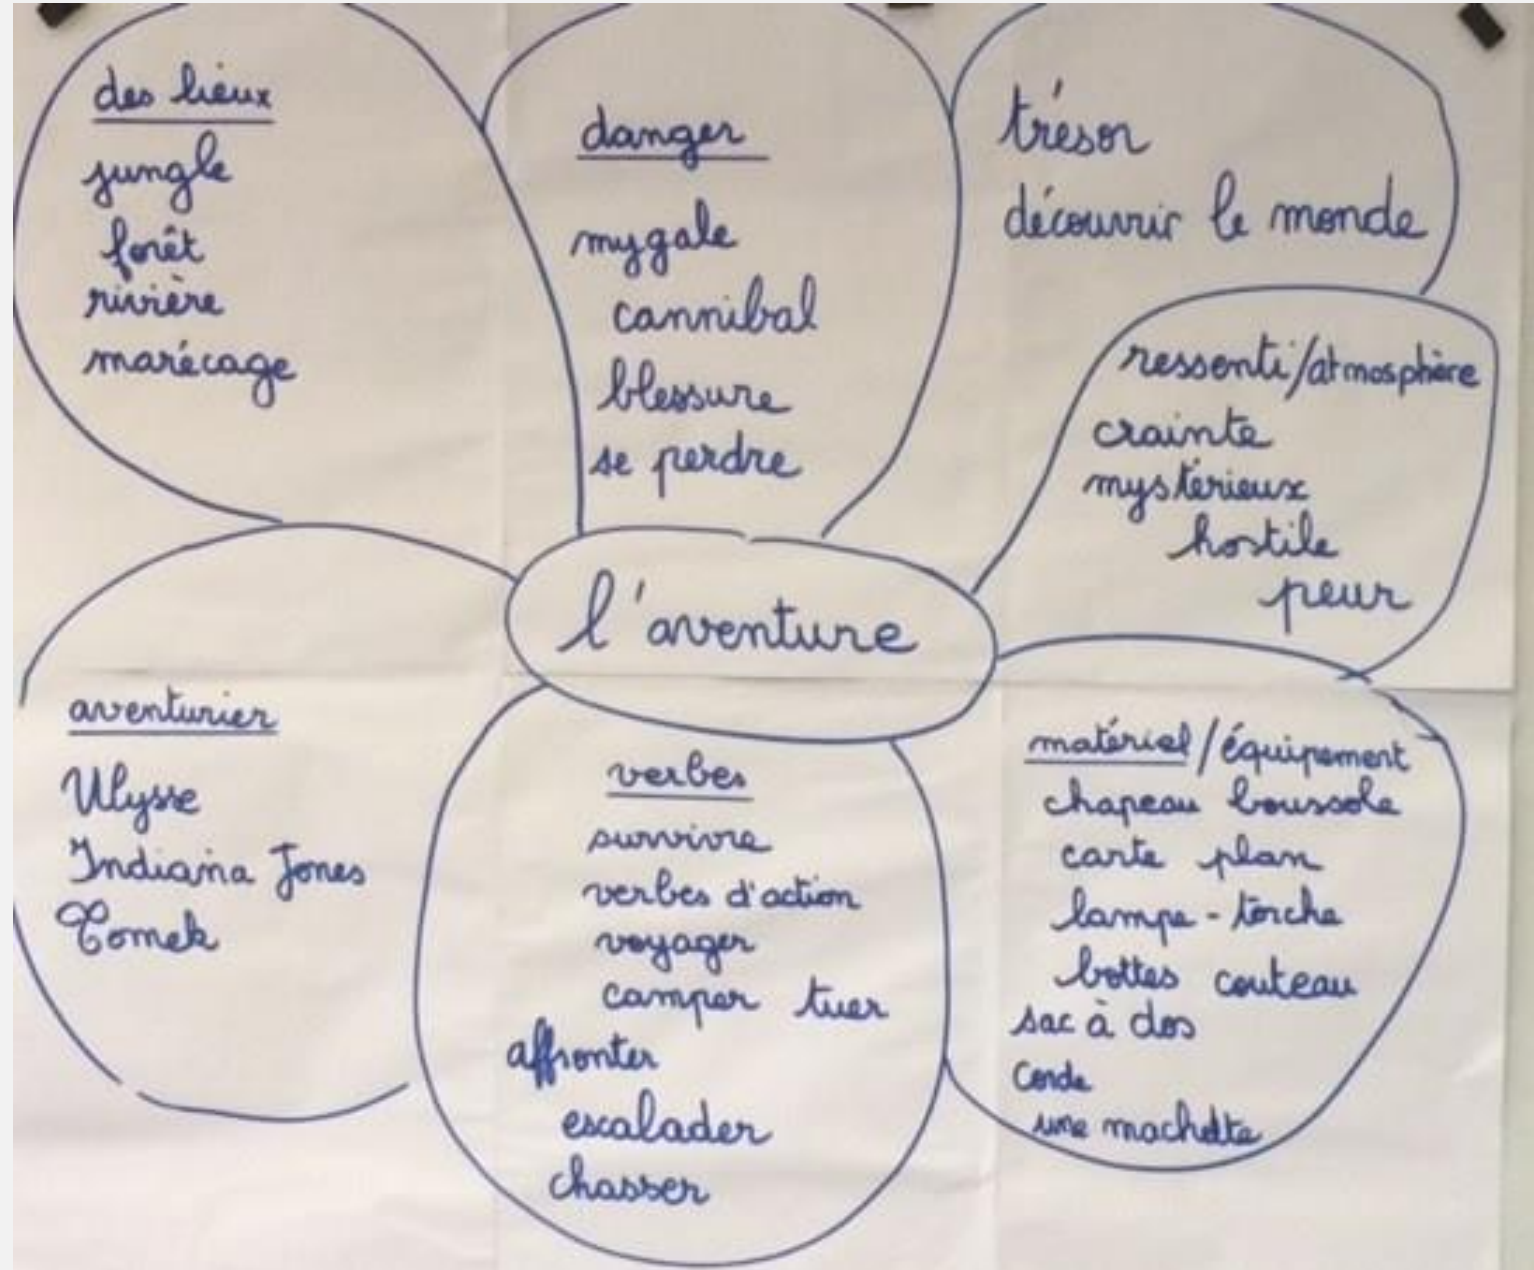 des lieux
jungle
forêt
rivière
marécage
danger
mygale
cannibal
blessure
se perdre
trésor
découvrir le monde
ressenti/atmosphère
crainte
mystérieux
hostile
peur
l'aventure
aventurier
Ulysse
Indiana Jones
Tomek
verbes
survivre
verbes d'action
voyager
camper tuer
affronter
escalader
chasser
matériel/équipement
chapeau boussole
carte plan
lampe-torche
bottes couteau
sac à dos
corde
une machette